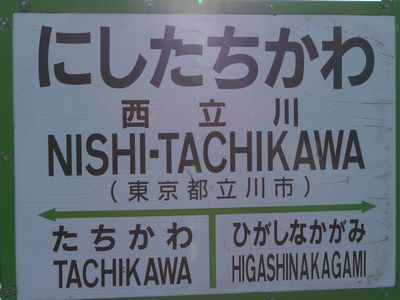 にしたちかわ
西立川
NISHI-TACHIKAWA
(東京都立川市)
たちかわ ひがしなかがみ
TACHIKAWA HIGASHINAKAGAMI